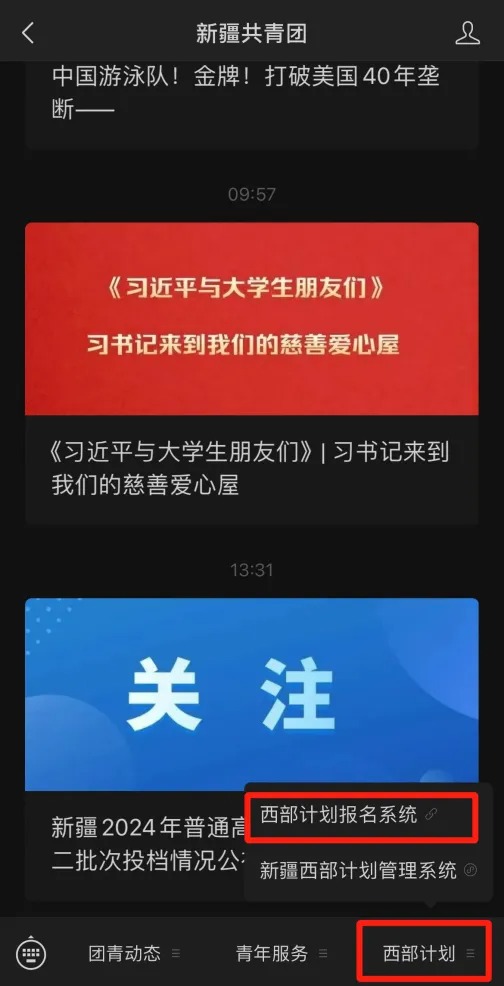 新疆共青团
中国游泳队！金牌！打破美国40年垄
断——
09:57
《习近平与大学生朋友们》
习书记来到我们的慈善爱心屋
《习近平与大学生朋友们》| 习书记来到
我们的慈善爱心屋
13:31
关 注
新疆2024年普通高
二批次投档情况公
西部计划报名系统
新疆西部计划管理系统
团青动态
青年服务
西部计划